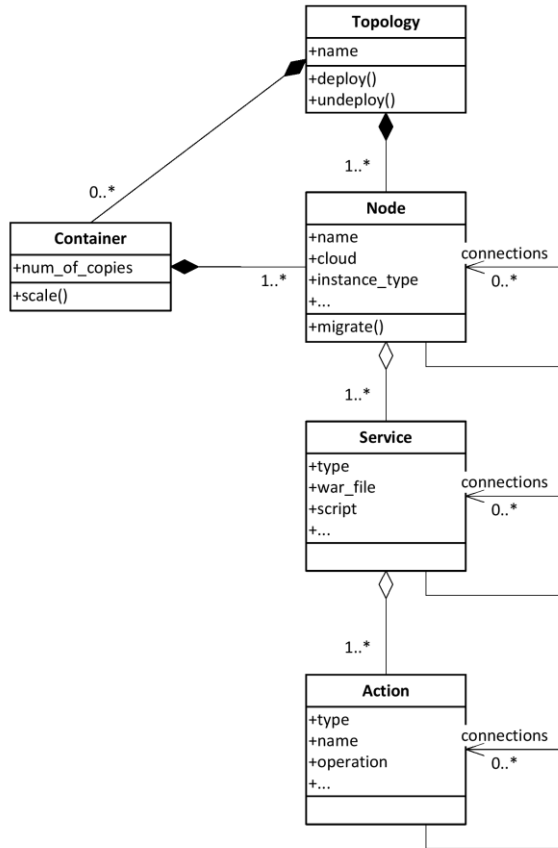 Topology
+name
+deploy()
+undeploy()
0..*
1..*
Container
+num_of_copies
+scale()
1..*
Node
+name
+cloud
+instance_type
+...
+migrate()
connections
0..*
1..*
Service
+type
+war_file
+script
+...
connections
0..*
1..*
Action
+type
+name
+operation
+...
connections
0..*